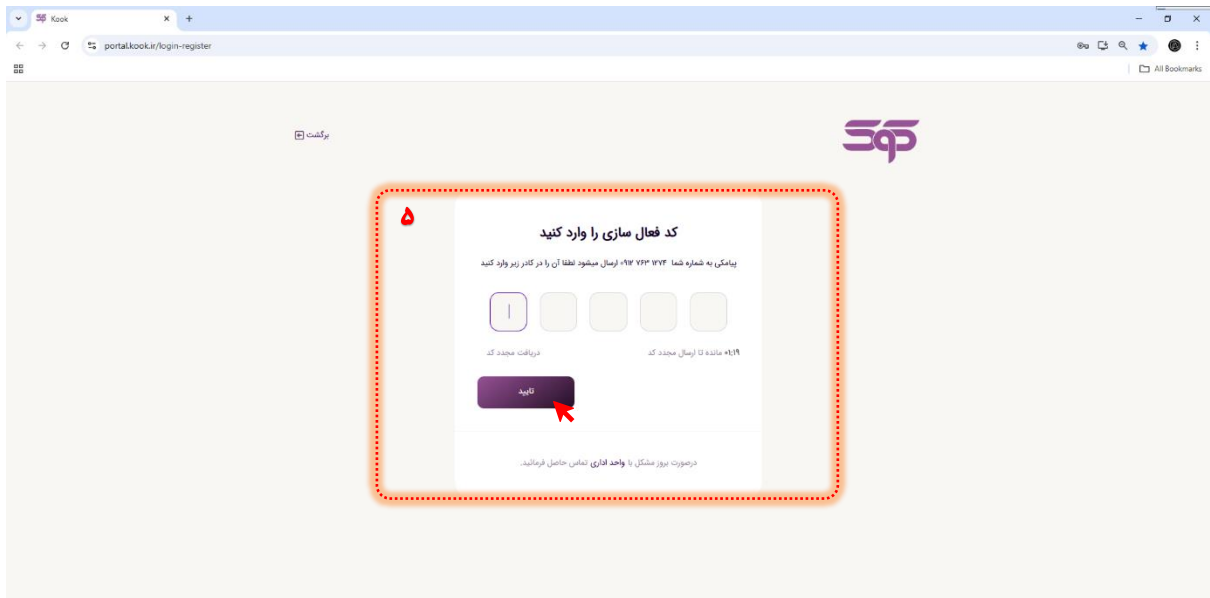 Kook
portal.kook.ir/login-register
All Bookmarks
کوک
برگشت
۵
کد فعال سازی را وارد کنید
پیامکی به شماره شما ۰۹۱۲ ۷۶۳ ۱۲۷۴ ارسال میشود لطفا آن را در کادر زیر وارد کنید
۰۱:۱۹ مانده تا ارسال مجدد کد
دریافت مجدد کد
تایید
درصورت بروز مشکل با واحد اداری تماس حاصل فرمائید.